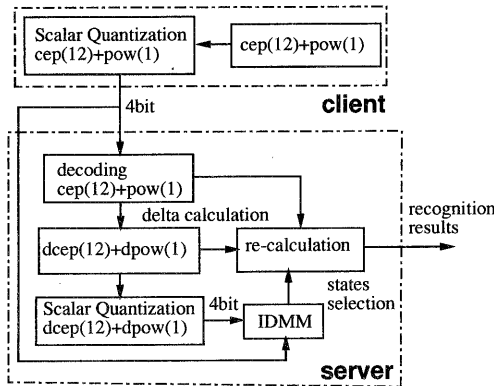 Scalar Quantization
cep(12)+pow(1)
cep(12)+pow(1)
client
4bit
decoding
cep(12)+pow(1)
delta calculation
recognition
results
dcep(12)+dpow(1)
re-calculation
states
selection
Scalar Quantization
dcep(12)+dpow(1)
4bit
IDMM
server